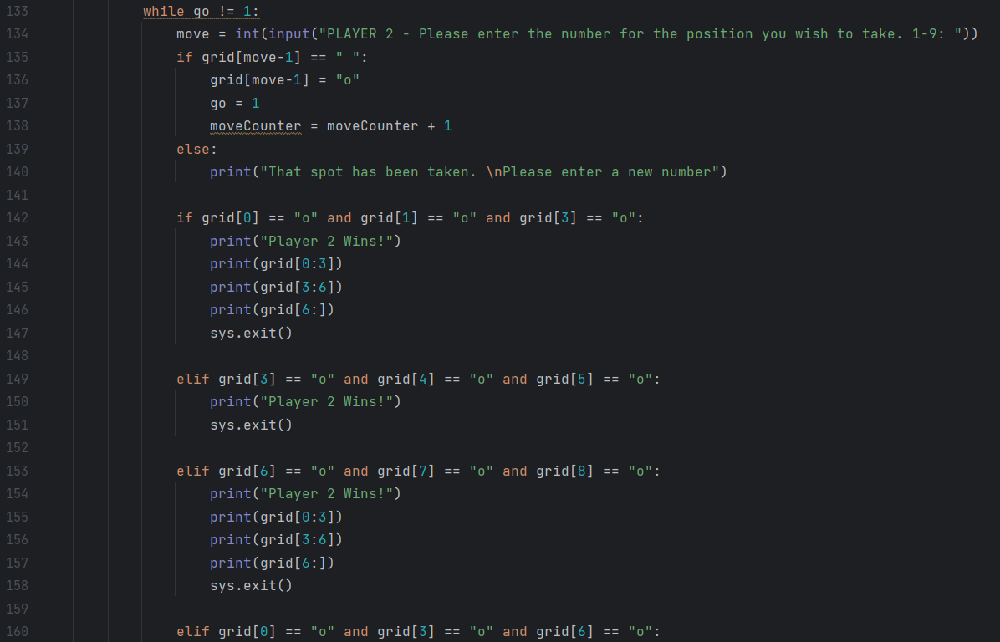 133 while go != 1:
134 move = int(input("PLAYER 2 - Please enter the number for the position you wish to take. 1-9: "))
135 if grid[move-1] == " ":
136 grid[move-1] = "o"
137 go = 1
138 moveCounter = moveCounter + 1
139 else:
140 print("That spot has been taken. \nPlease enter a new number")
141
142 if grid[0] == "o" and grid[1] == "o" and grid[3] == "o":
143 print("Player 2 Wins!")
144 print(grid[0:3])
145 print(grid[3:6])
146 print(grid[6:])
147 sys.exit()
148
149 elif grid[3] == "o" and grid[4] == "o" and grid[5] == "o":
150 print("Player 2 Wins!")
151 sys.exit()
152
153 elif grid[6] == "o" and grid[7] == "o" and grid[8] == "o":
154 print("Player 2 Wins!")
155 print(grid[0:3])
156 print(grid[3:6])
157 print(grid[6:])
158 sys.exit()
159
160 elif grid[0] == "o" and grid[3] == "o" and grid[6] == "o":